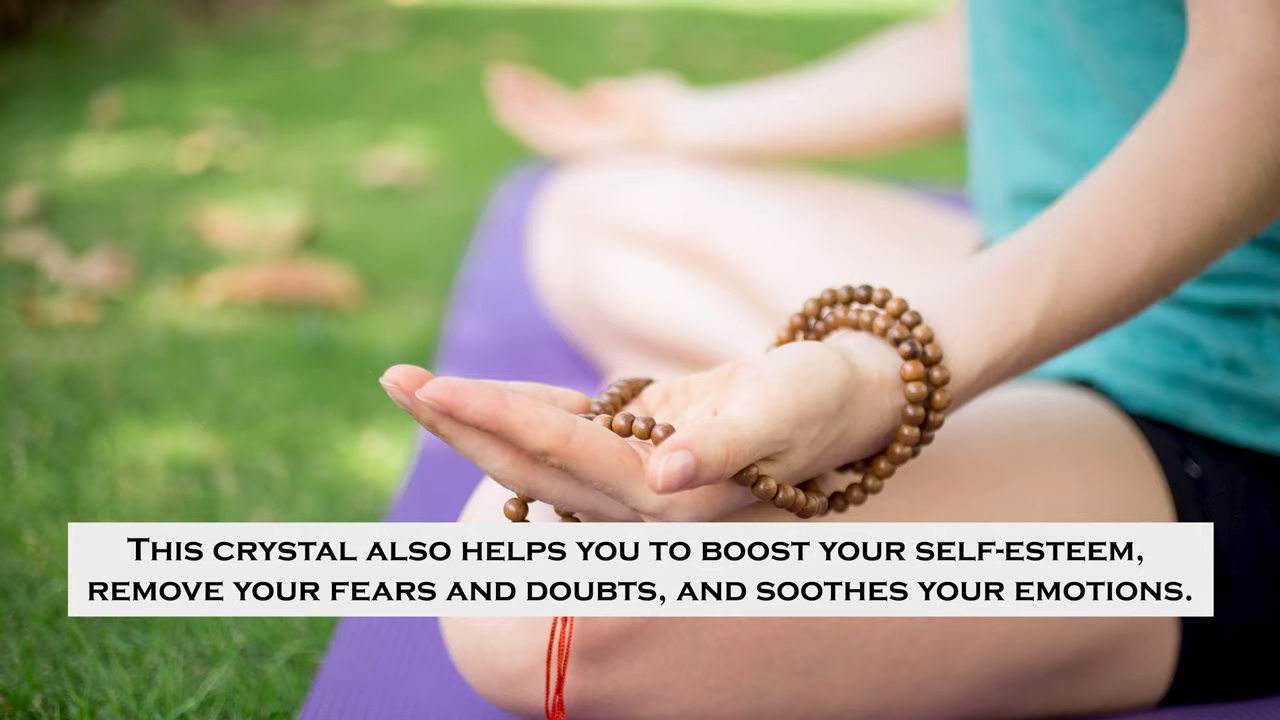 This crystal also helps you to boost your self-esteem,
remove your fears and doubts, and soothes your emotions.